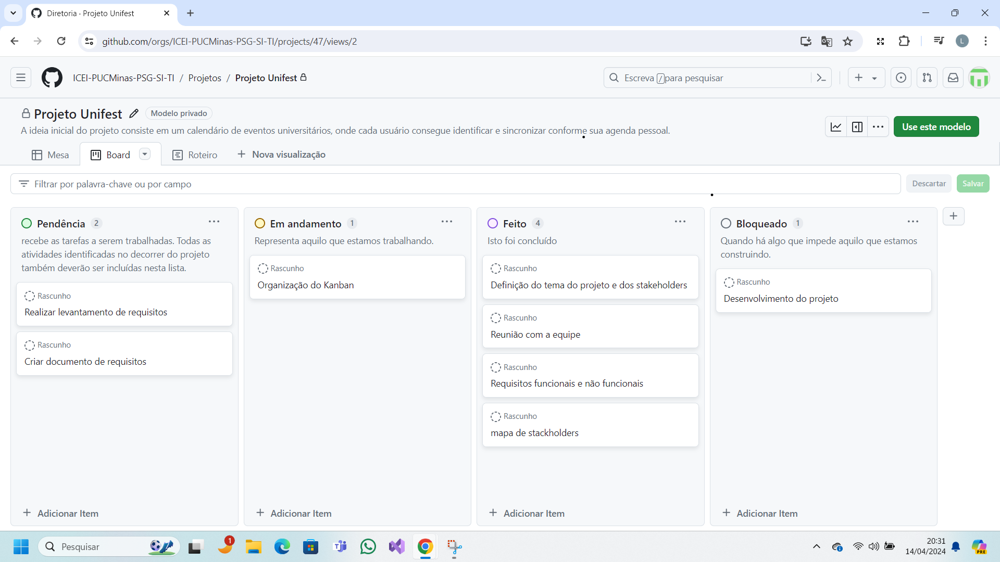 Diretoria · Projeto Unifest
github.com/orgs/ICEI-PUCMinas-PSG-SI-TI/projects/47/views/2
L
ICEI-PUCMinas-PSG-SI-TI / Projetos / Projeto Unifest
Escreva / para pesquisar
Projeto Unifest
Modelo privado
A ideia inicial do projeto consiste em um calendário de eventos universitários, onde cada usuário consegue identificar e sincronizar conforme sua agenda pessoal.
Use este modelo
Mesa
Board
Roteiro
Nova visualização
Filtrar por palavra-chave ou por campo
Descartar
Salvar
Pendência 2
recebe as tarefas a serem trabalhadas. Todas as
atividades identificadas no decorrer do projeto
também deverão ser incluídas nesta lista.
Rascunho
Realizar levantamento de requisitos
Rascunho
Criar documento de requisitos
Adicionar Item
Em andamento 1
Representa aquilo que estamos trabalhando.
Rascunho
Organização do Kanban
Adicionar Item
Feito 4
Isto foi concluído
Rascunho
Definição do tema do projeto e dos stakeholders
Rascunho
Reunião com a equipe
Rascunho
Requisitos funcionais e não funcionais
Rascunho
mapa de stackholders
Adicionar Item
Bloqueado 1
Quando há algo que impede aquilo que estamos
construindo.
Rascunho
Desenvolvimento do projeto
Adicionar Item
Pesquisar
1
20:31
14/04/2024
PRE